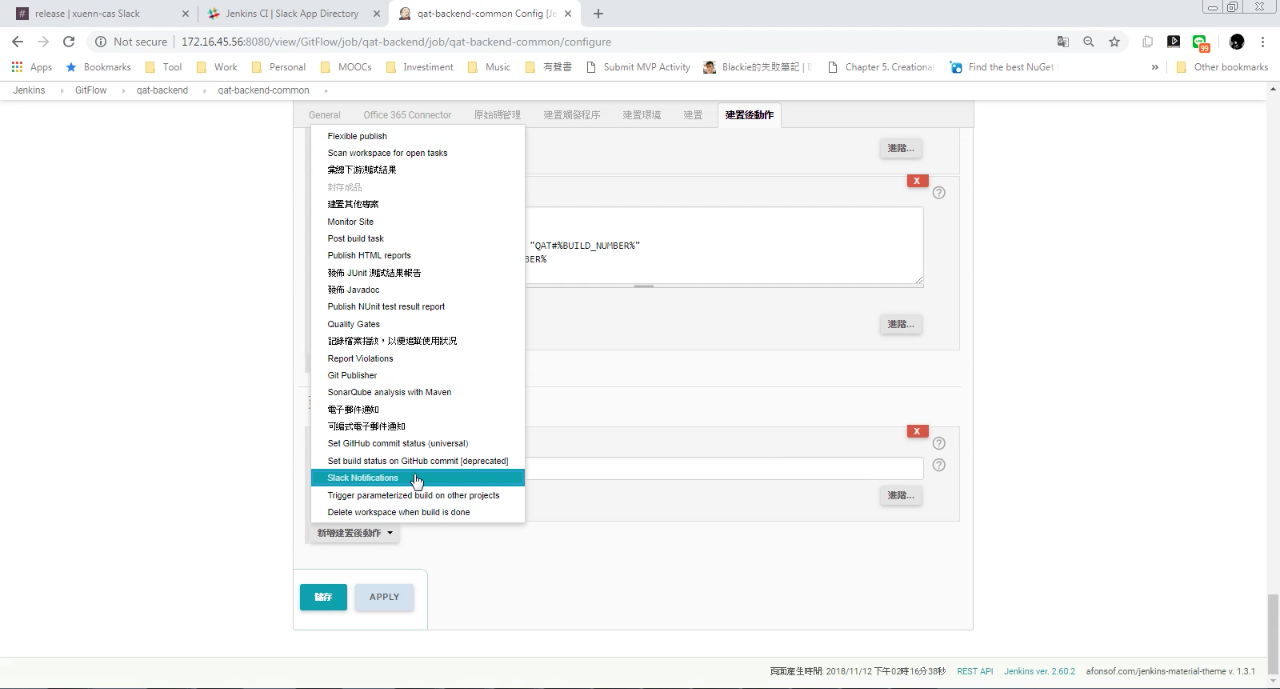 release | xuenn-cas Slack
Jenkins CI | Slack App Directory
qat-backend-common Config [Je
Not secure | 172.16.45.56:8080/view/GitFlow/job/qat-backend/job/qat-backend-common/configure
99
Apps Bookmarks Tool Work Personal MOOCs Investiment Music 有聲書 Submit MVP Activity Blackie的失敗筆記 | Chapter 5. Creationa Find the best NuGet » Other bookmarks
Jenkins GitFlow qat-backend qat-backend-common
General Office 365 Connector 原始碼管理 建置觸發程序 建置環境 建置 建置後動作
Flexible publish
進階...
Scan workspace for open tasks
彙總下游測試結果
X
封存成品
建置其他專案
Monitor Site
Post build task
"QAT#%BUILD_NUMBER%"
Publish HTML reports
BER%
發佈 JUnit 測試結果報告
發佈 Javadoc
Publish NUnit test result report
Quality Gates
進階...
記錄檔案指紋，以便追蹤使用狀況
Report Violations
Git Publisher
SonarQube analysis with Maven
電子郵件通知
可編式電子郵件通知
X
Set GitHub commit status (universal)
Set build status on GitHub commit [deprecated]
Slack Notifications
Trigger parameterized build on other projects
進階...
Delete workspace when build is done
新增建置後動作
儲存 APPLY
頁面產生時間: 2018/11/12 下午02時16分38秒 REST API Jenkins ver. 2.60.2 afonsof.com/jenkins-material-theme v. 1.3.1